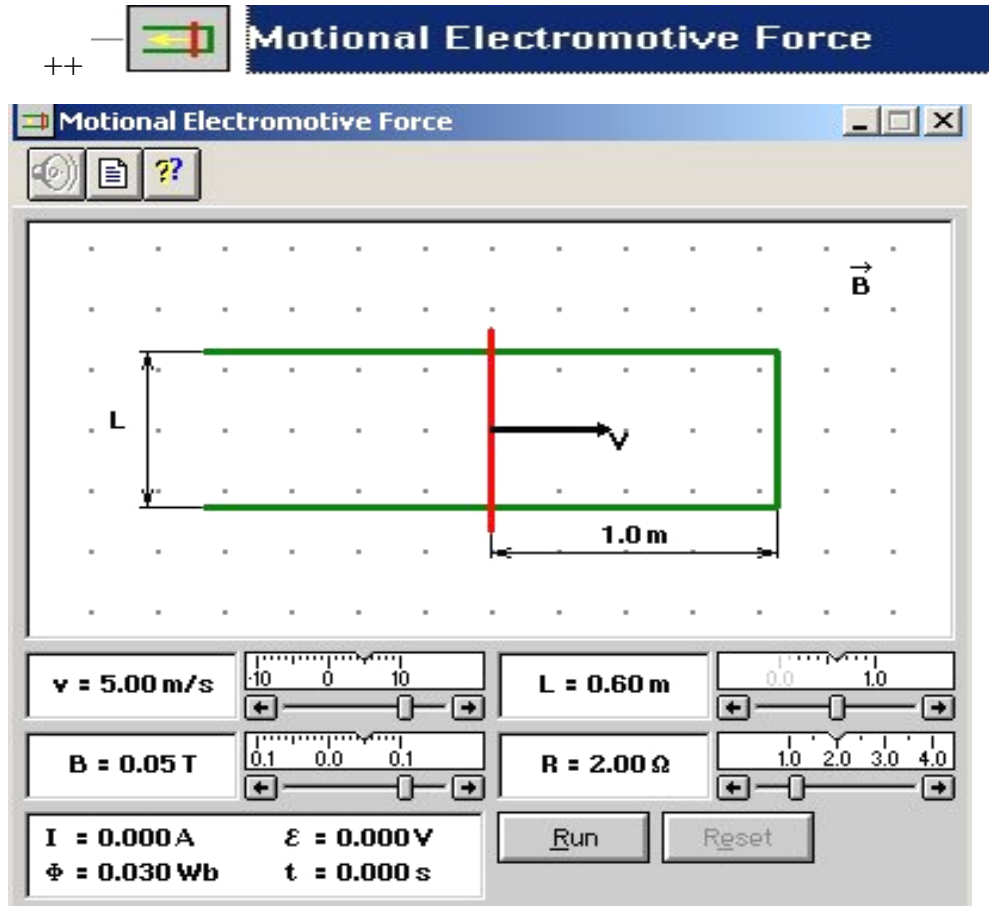 ++ Motional Electromotive Force
Motional Electromotive Force
??
B
L
V
1.0 m
v = 5.00 m/s
-10 0 10
L = 0.60 m
0.0 1.0
B = 0.05 T
0.1 0.0 0.1
R = 2.00 Ω
1.0 2.0 3.0 4.0
I = 0.000 A ε = 0.000 V
Φ = 0.030 Wb t = 0.000 s
Run Reset